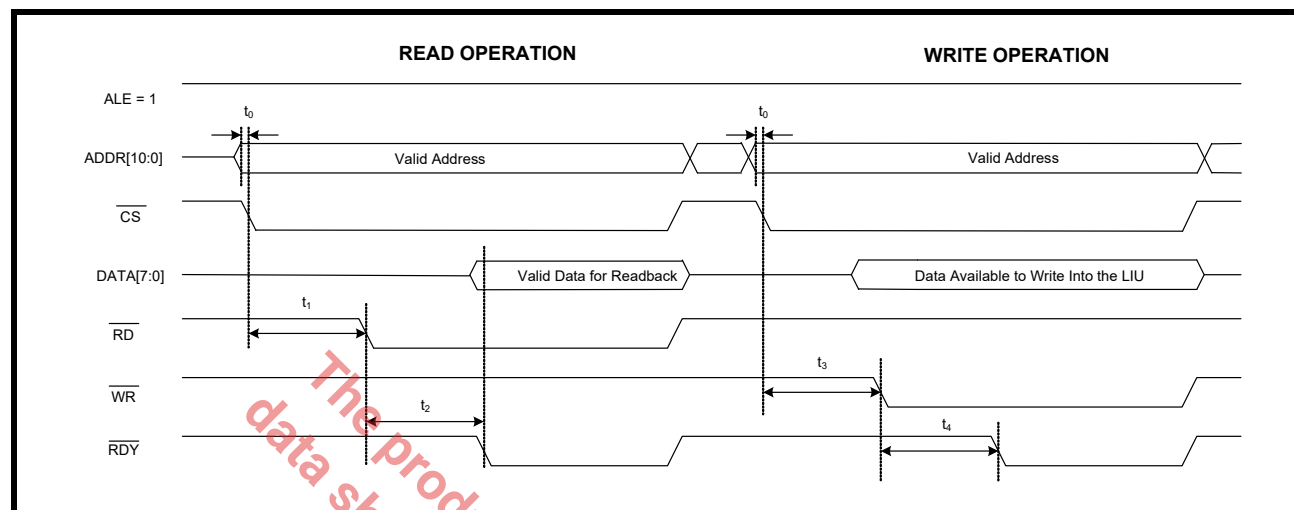 READ OPERATION WRITE OPERATION
ALE = 1
t0 t0
ADDR[10:0] Valid Address Valid Address
CS
DATA[7:0] Valid Data for Readback Data Available to Write Into the LIU
t1
RD
t3
WR
t2 t4
RDY
The prod
data sh